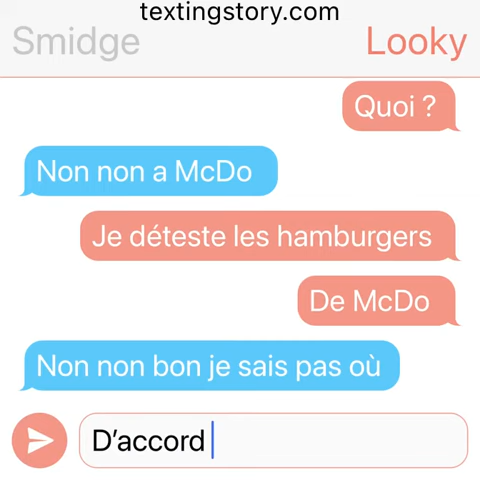 textingstory.com
Smidge
Looky
Quoi ?
Non non a McDo
Je déteste les hamburgers
De McDo
Non non bon je sais pas où
D’accord